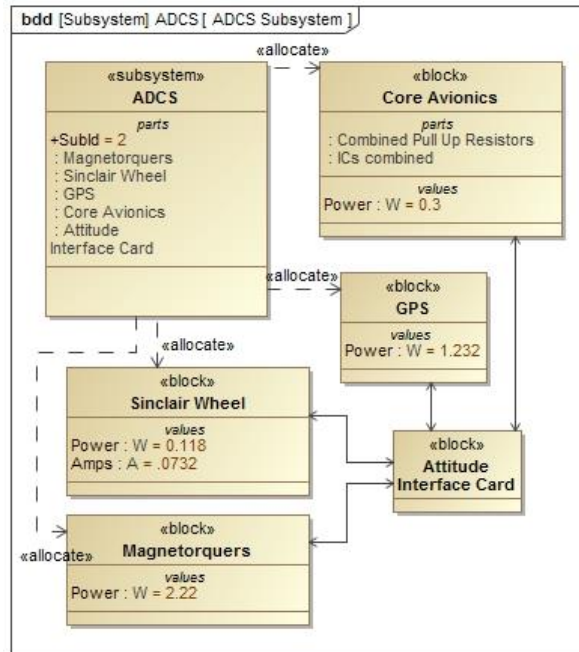 bdd [Subsystem] ADCS [ ADCS Subsystem ]
«allocate»
«subsystem»
ADCS
parts
+SubId = 2
: Magnetorquers
: Sinclair Wheel
: GPS
: Core Avionics
: Attitude
Interface Card
«block»
Core Avionics
parts
: Combined Pull Up Resistors
: ICs combined
values
Power : W = 0.3
«allocate»
«block»
GPS
values
Power : W = 1.232
«allocate»
«block»
Sinclair Wheel
values
Power : W = 0.118
Amps : A = .0732
«block»
Attitude
Interface Card
«allocate»
«block»
Magnetorquers
values
Power : W = 2.22